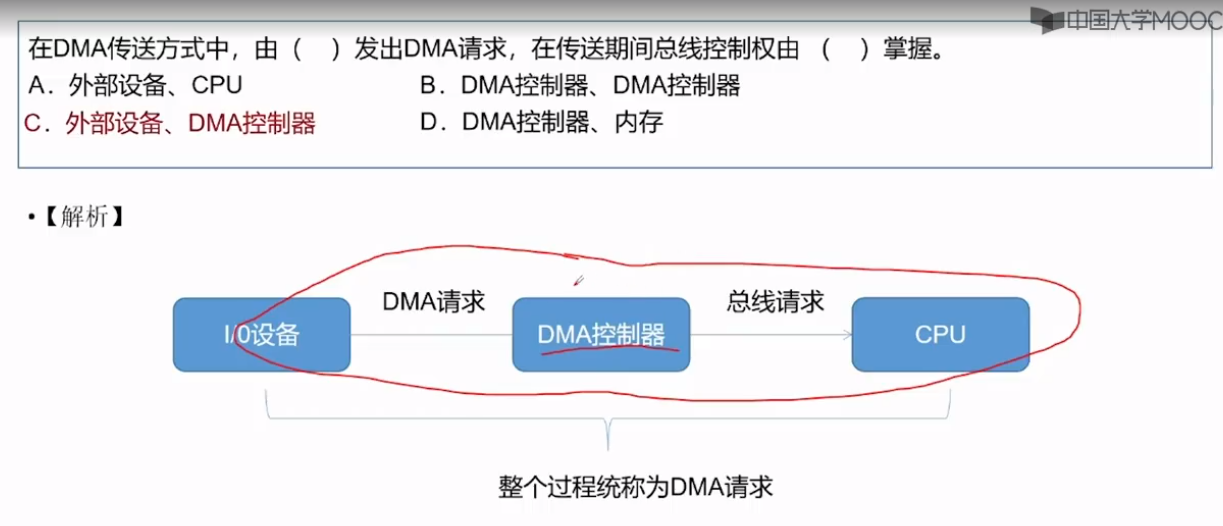 中国大学MOOC
在DMA传送方式中，由（ ）发出DMA请求，在传送期间总线控制权由 （ ）掌握。
A．外部设备、CPU B．DMA控制器、DMA控制器
C．外部设备、DMA控制器 D．DMA控制器、内存
•【解析】
DMA请求 总线请求
I/0设备 DMA控制器 CPU
整个过程统称为DMA请求